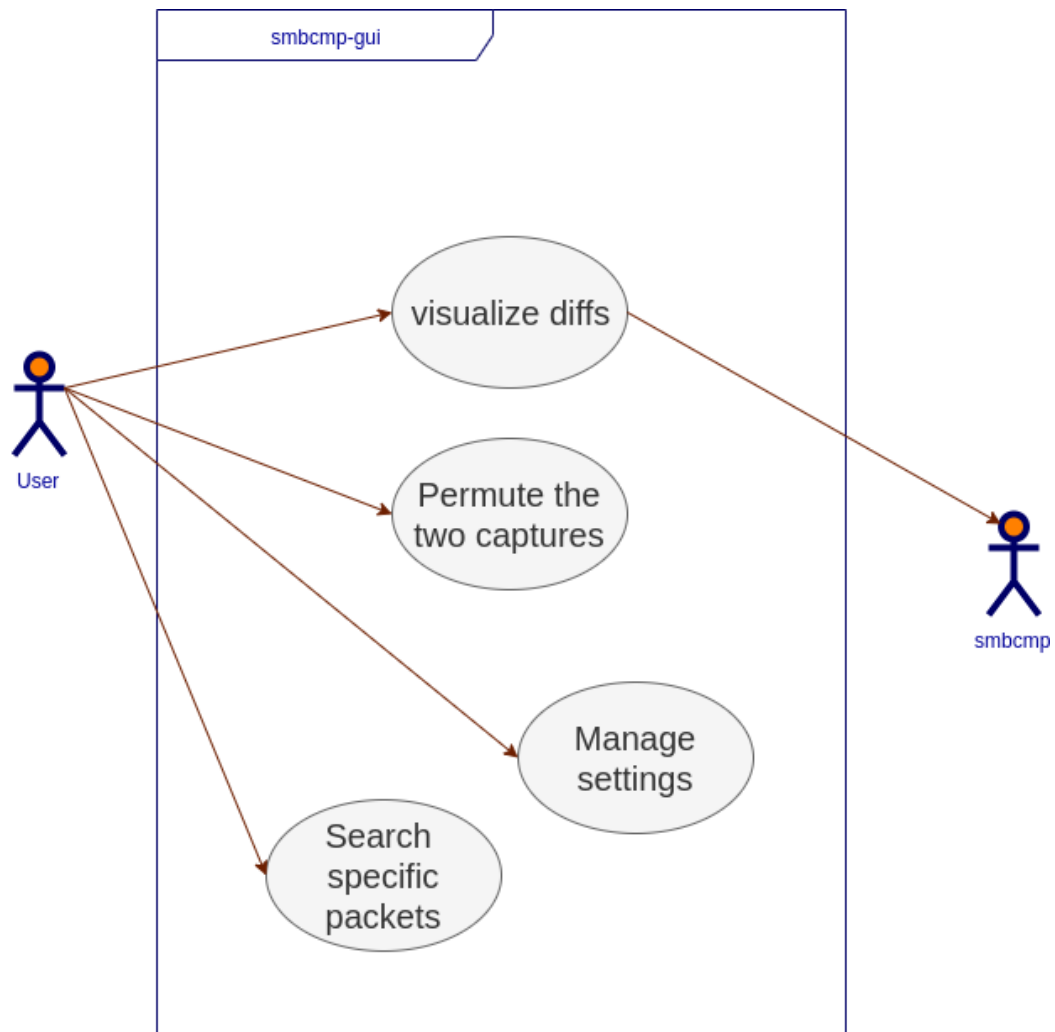 smbcmp-gui
visualize diffs
User
Permute the
two captures
smbcmp
Manage
settings
Search
specific
packets